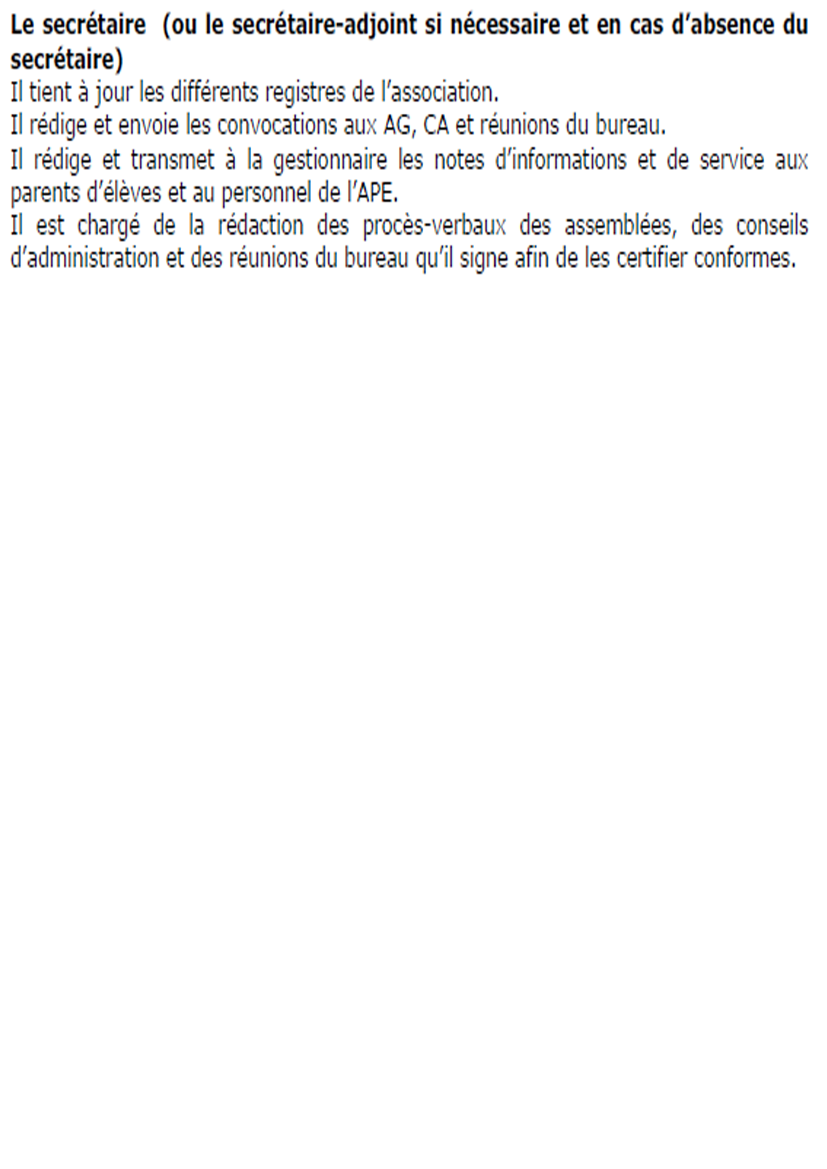 Le secrétaire (ou le secrétaire-adjoint si nécessaire et en cas d’absence du
secrétaire)
Il tient à jour les différents registres de l’association.
Il rédige et envoie les convocations aux AG, CA et réunions du bureau.
Il rédige et transmet à la gestionnaire les notes d’informations et de service aux
parents d’élèves et au personnel de l’APE.
Il est chargé de la rédaction des procès-verbaux des assemblées, des conseils
d’administration et des réunions du bureau qu’il signe afin de les certifier conformes.